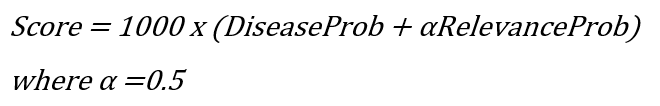 Score = 1000 x (DiseaseProb + αRelevanceProb)
where α =0.5